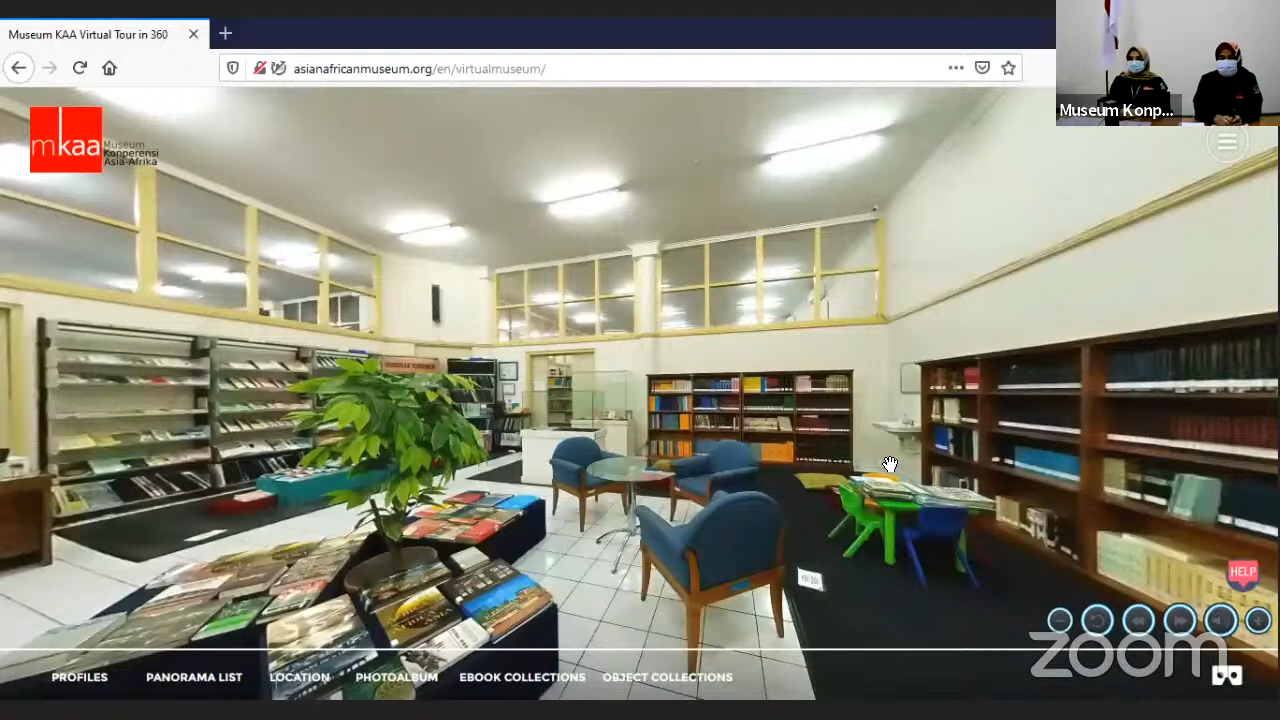 Museum KAA Virtual Tour in 360
asianafricanmuseum.org/en/virtualmuseum/
Museum Konp...
mkaa
Museum
Konperensi
Asia-Afrika
HELP
zoom
PROFILES
PANORAMA LIST
LOCATION
PHOTOALBUM
EBOOK COLLECTIONS
OBJECT COLLECTIONS